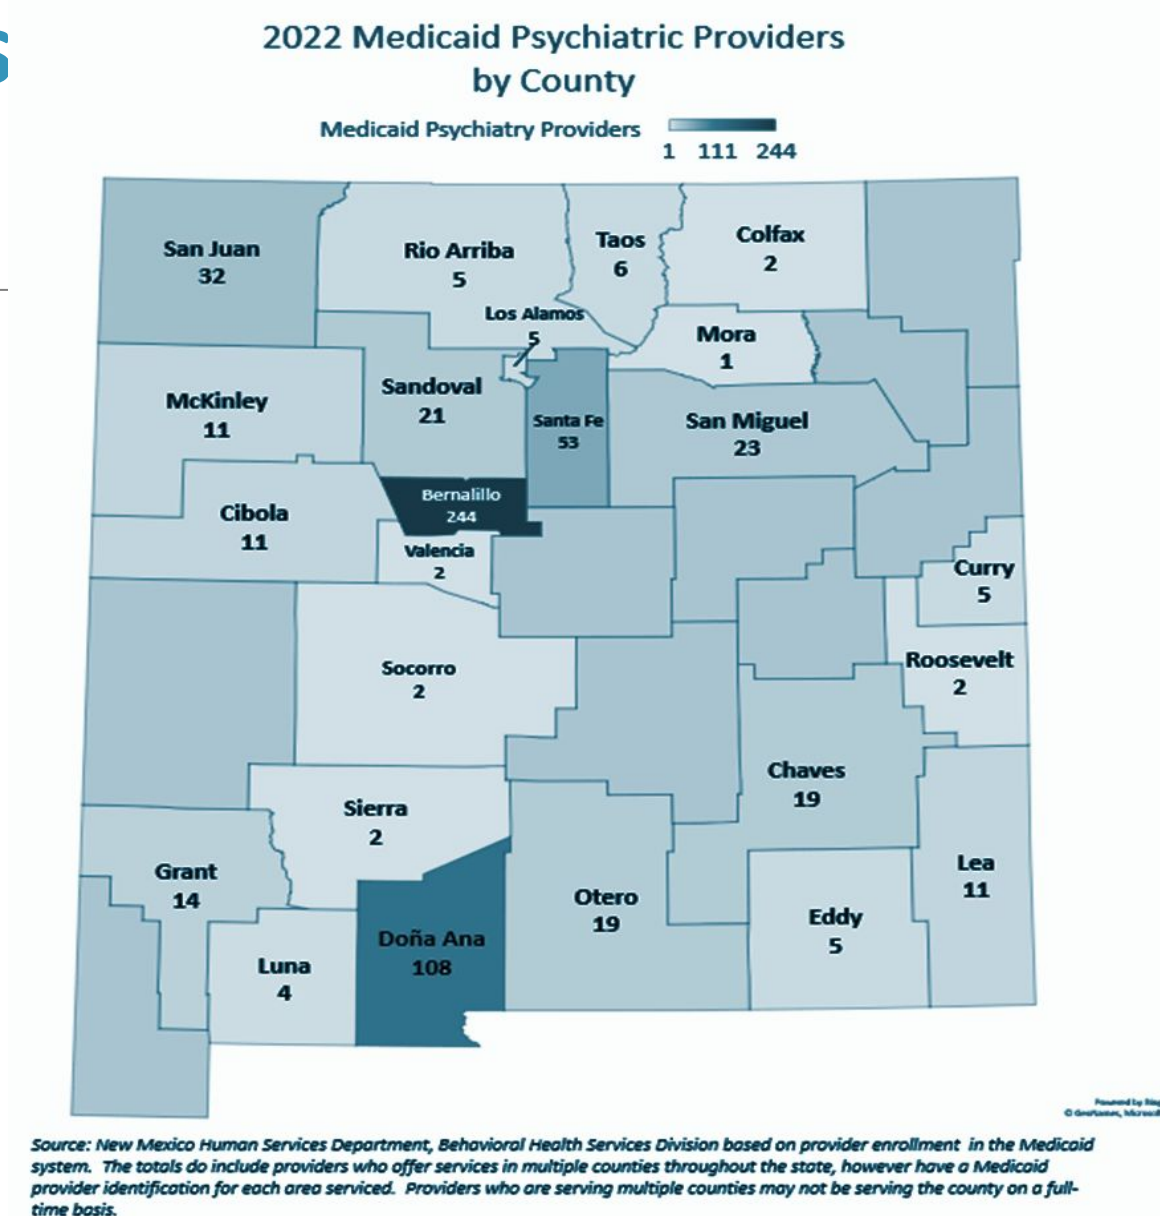 S
2022 Medicaid Psychiatric Providers
by County
Medicaid Psychiatry Providers
1 111 244
San Juan
32
Rio Arriba
5
Taos
6
Colfax
2
Los Alamos
5
Mora
1
McKinley
11
Sandoval
21
Santa Fe
53
San Miguel
23
Bernalillo
244
Cibola
11
Valencia
2
Curry
5
Socorro
2
Roosevelt
2
Chaves
19
Sierra
2
Grant
14
Lea
11
Otero
19
Eddy
5
Doña Ana
108
Luna
4
Powered by Bing
© GeoNames, Microsoft
Source: New Mexico Human Services Department, Behavioral Health Services Division based on provider enrollment in the Medicaid
system. The totals do include providers who offer services in multiple counties throughout the state, however have a Medicaid
provider identification for each area serviced. Providers who are serving multiple counties may not be serving the county on a full-
time basis.